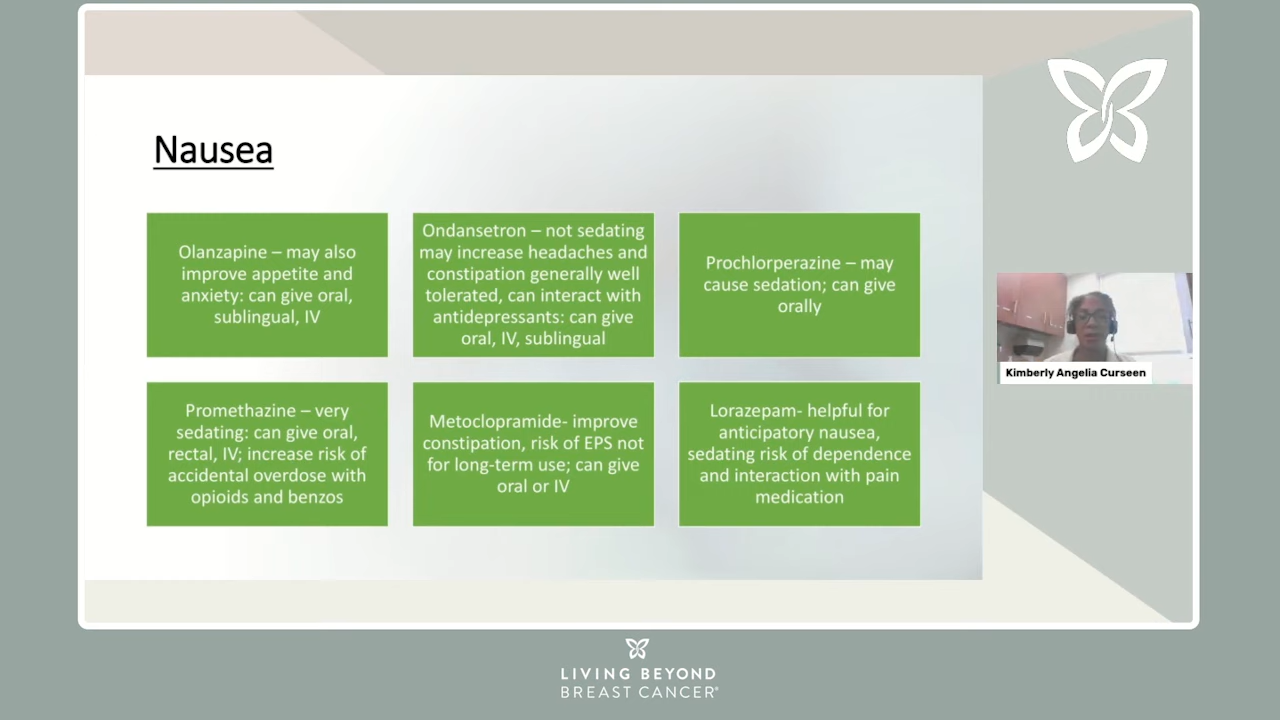 Nausea
Olanzapine – may also
improve appetite and
anxiety: can give oral,
sublingual, IV
Ondansetron – not sedating
may increase headaches and
constipation generally well
tolerated, can interact with
antidepressants: can give
oral, IV, sublingual
Prochlorperazine – may
cause sedation; can give
orally
Promethazine – very
sedating: can give oral,
rectal, IV; increase risk of
accidental overdose with
opioids and benzos
Metoclopramide- improve
constipation, risk of EPS not
for long-term use; can give
oral or IV
Lorazepam- helpful for
anticipatory nausea,
sedating risk of dependence
and interaction with pain
medication
Kimberly Angelia Curseen
LIVING BEYOND
BREAST CANCER®